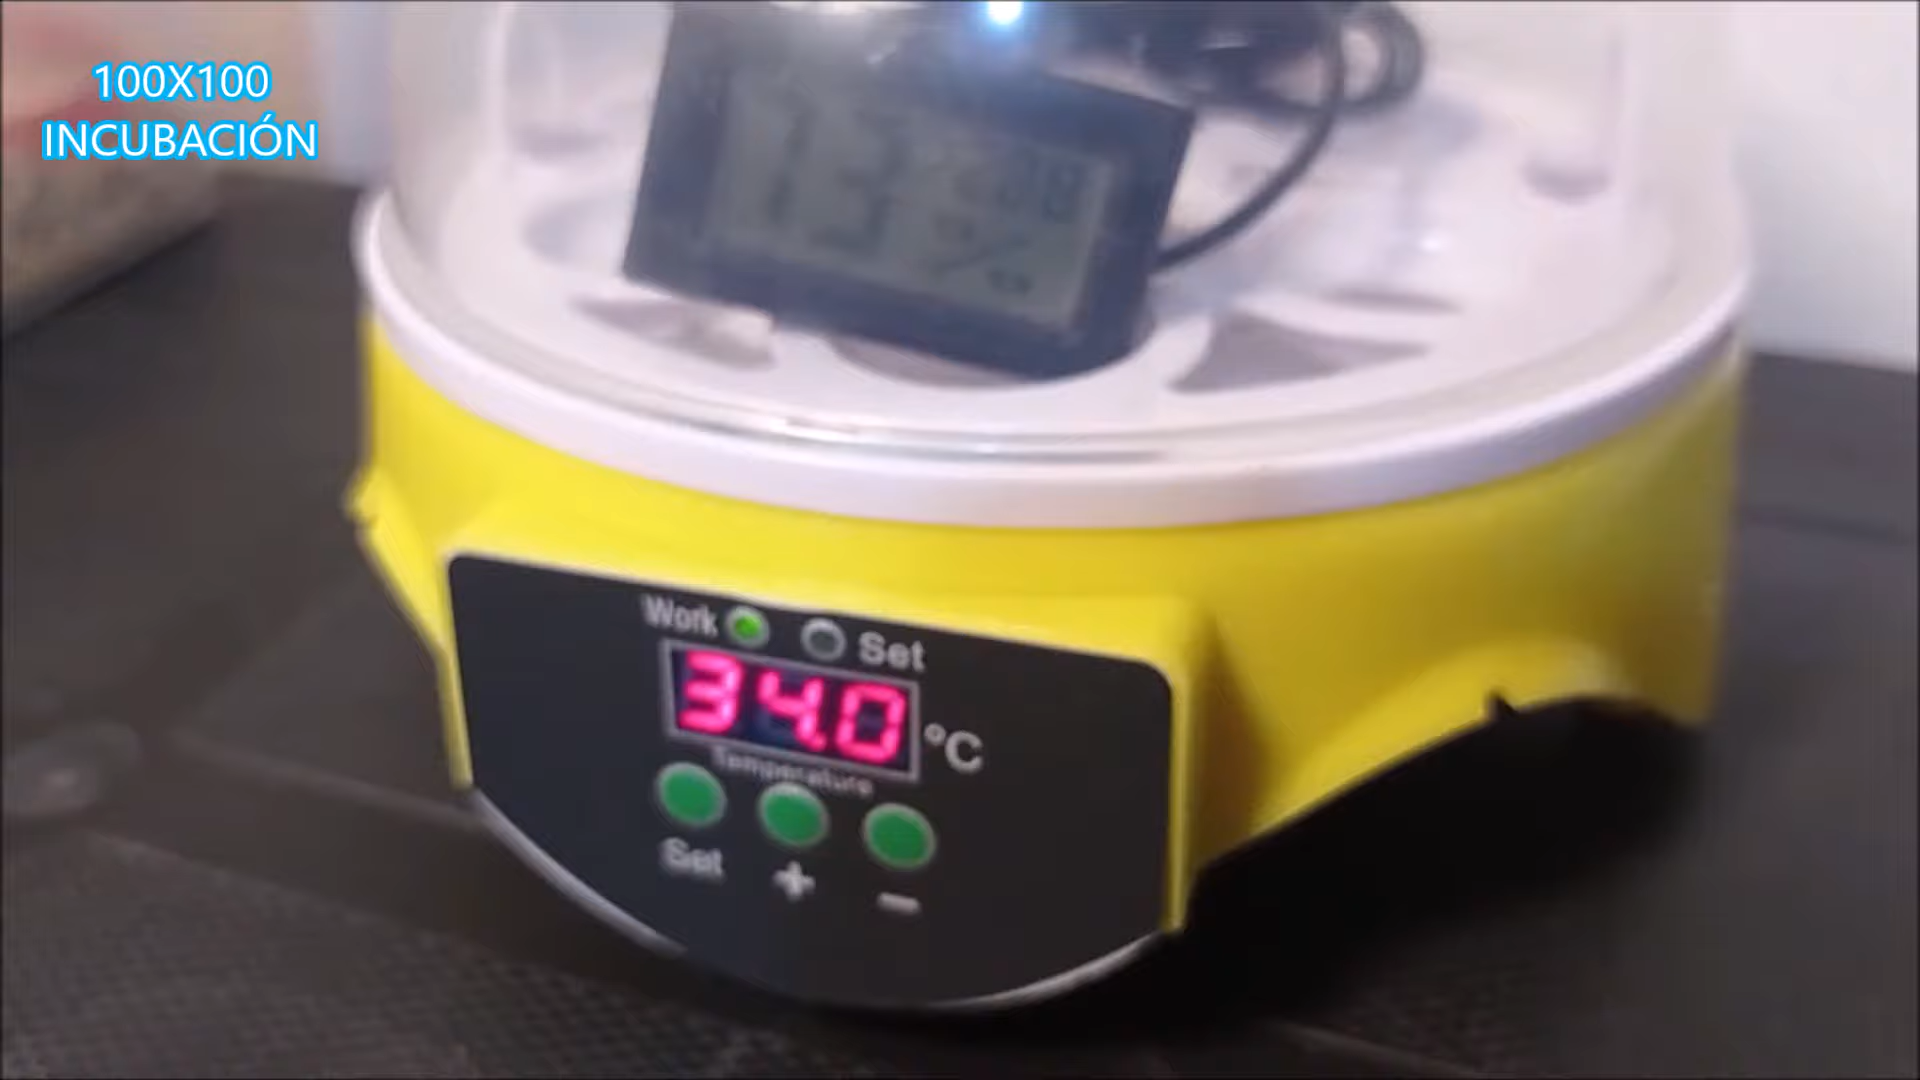 100X100
INCUBACIÓN
Work
Set
34.0
°C
Temperature
Set
+
-